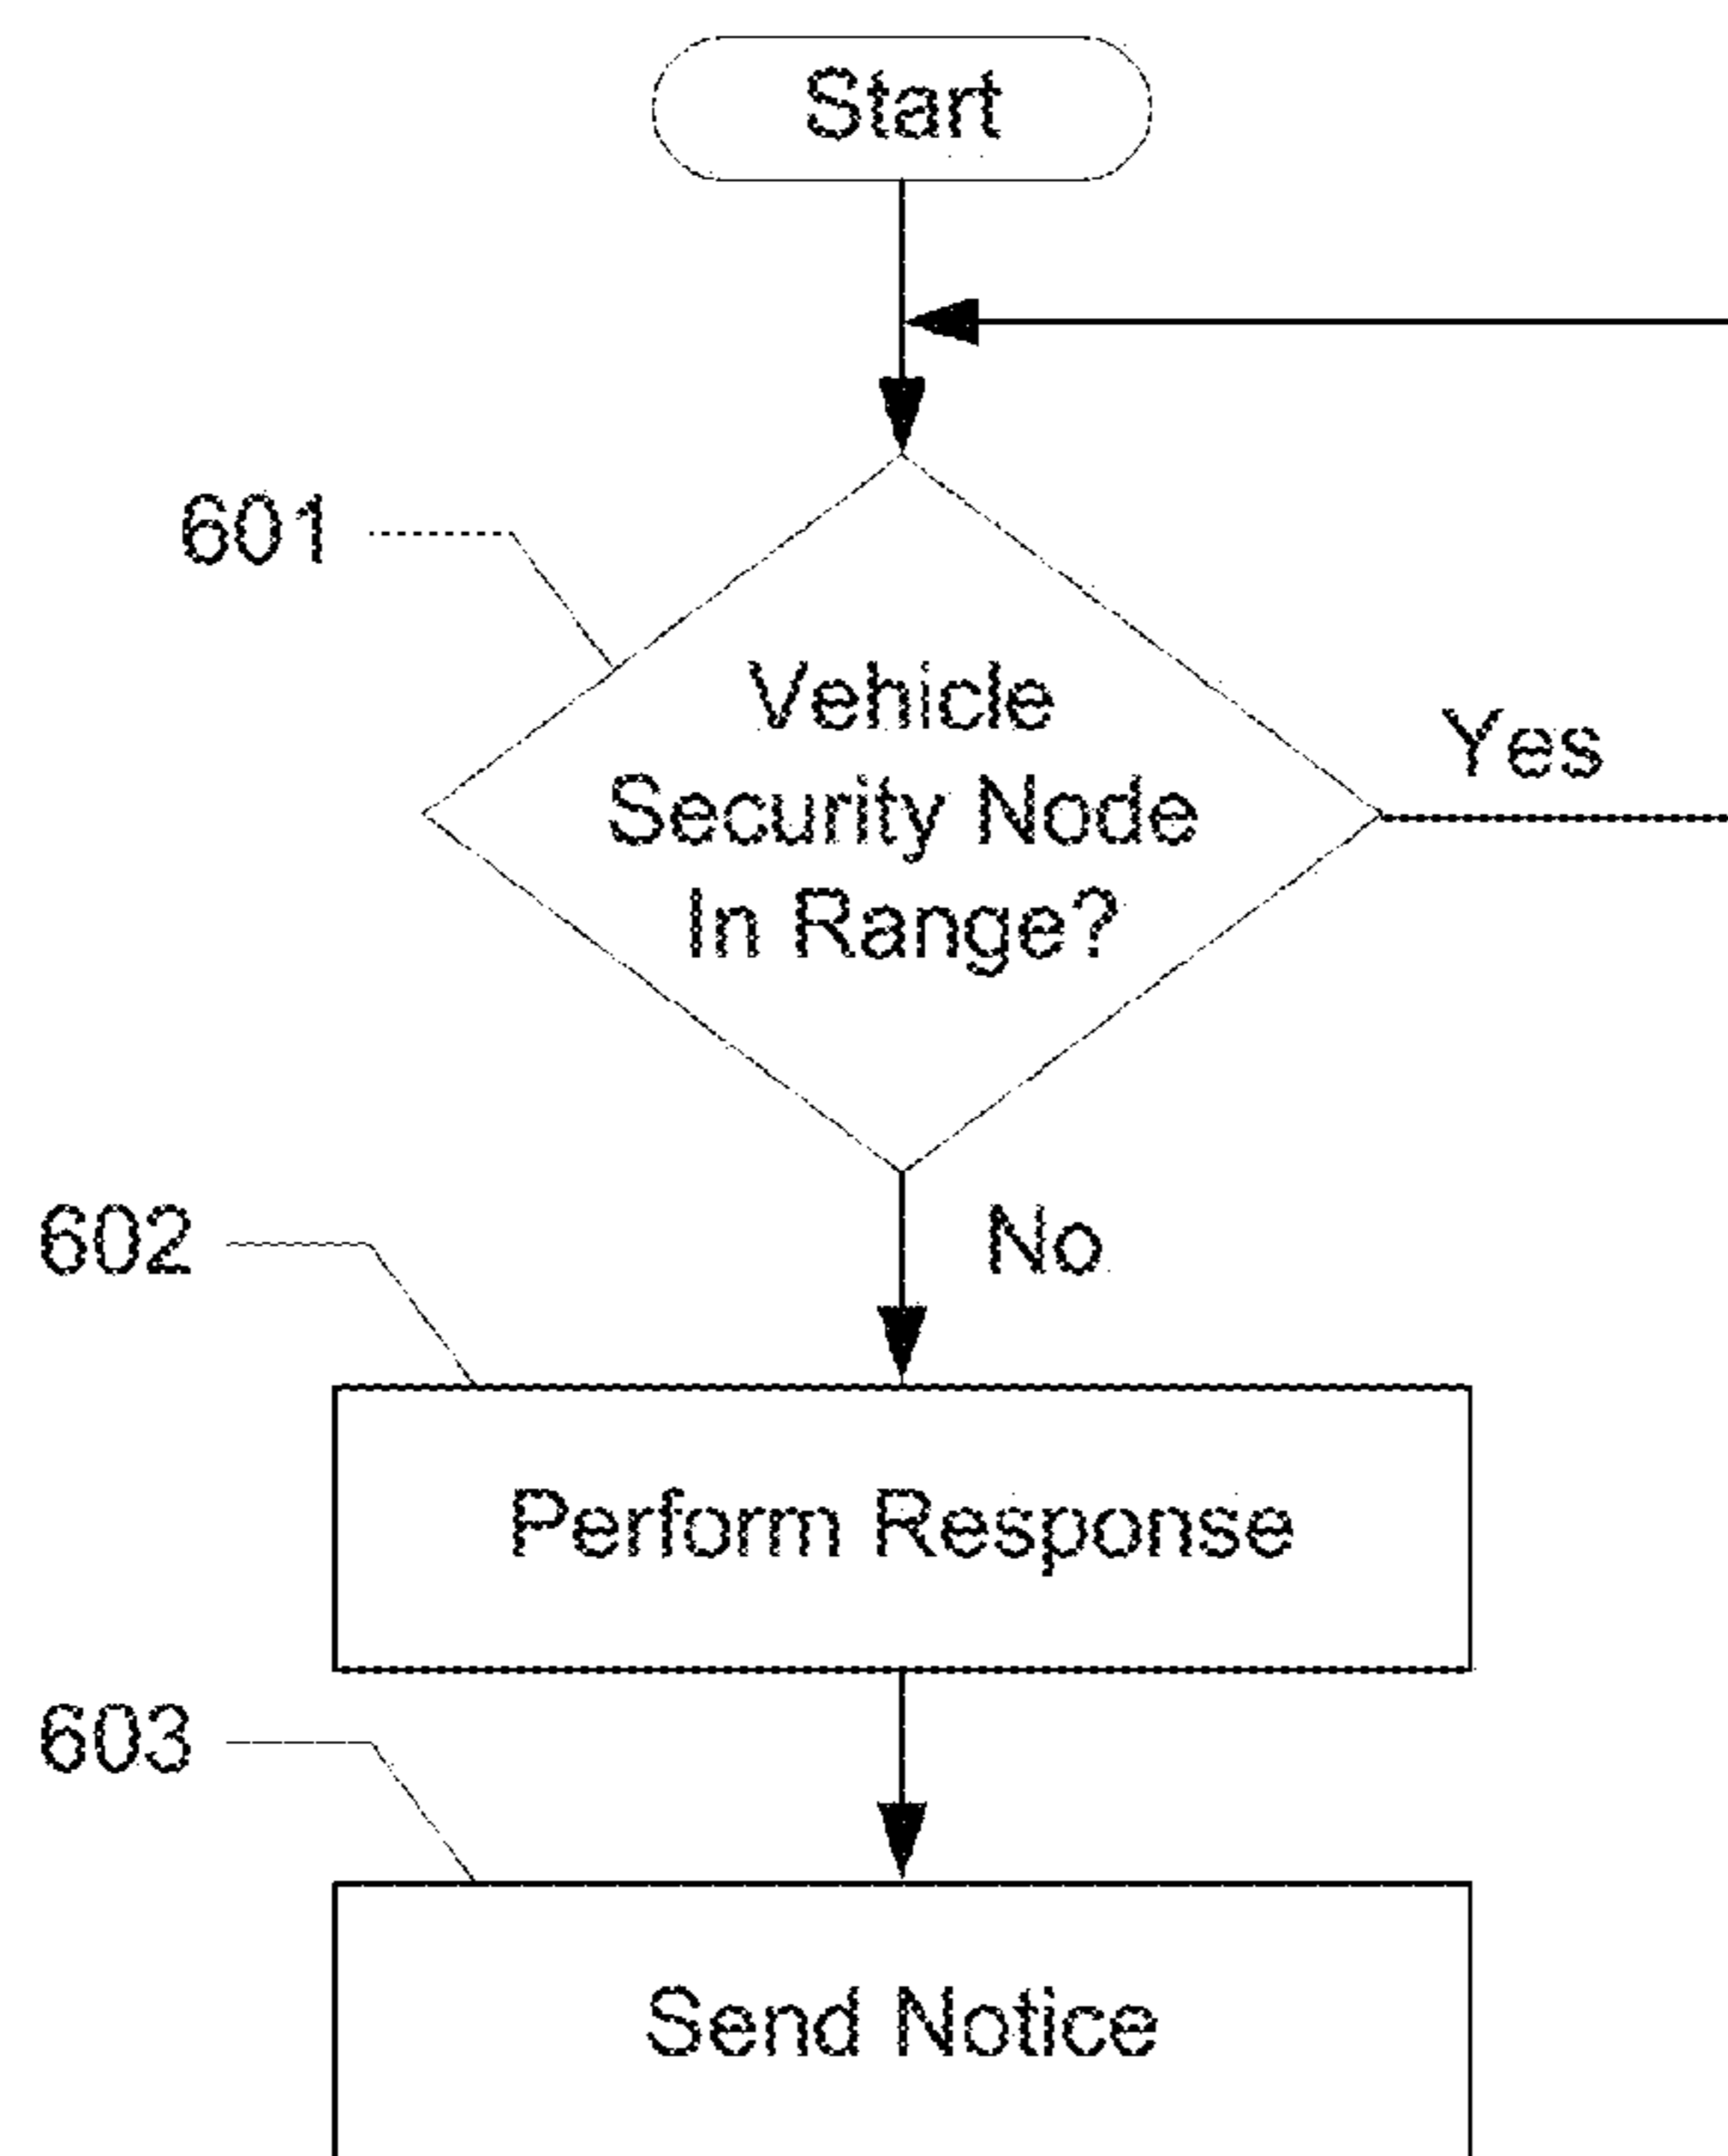 Start
601
Vehicle
Security Node
In Range?
Yes
602
No
Perform Response
603
Send Notice